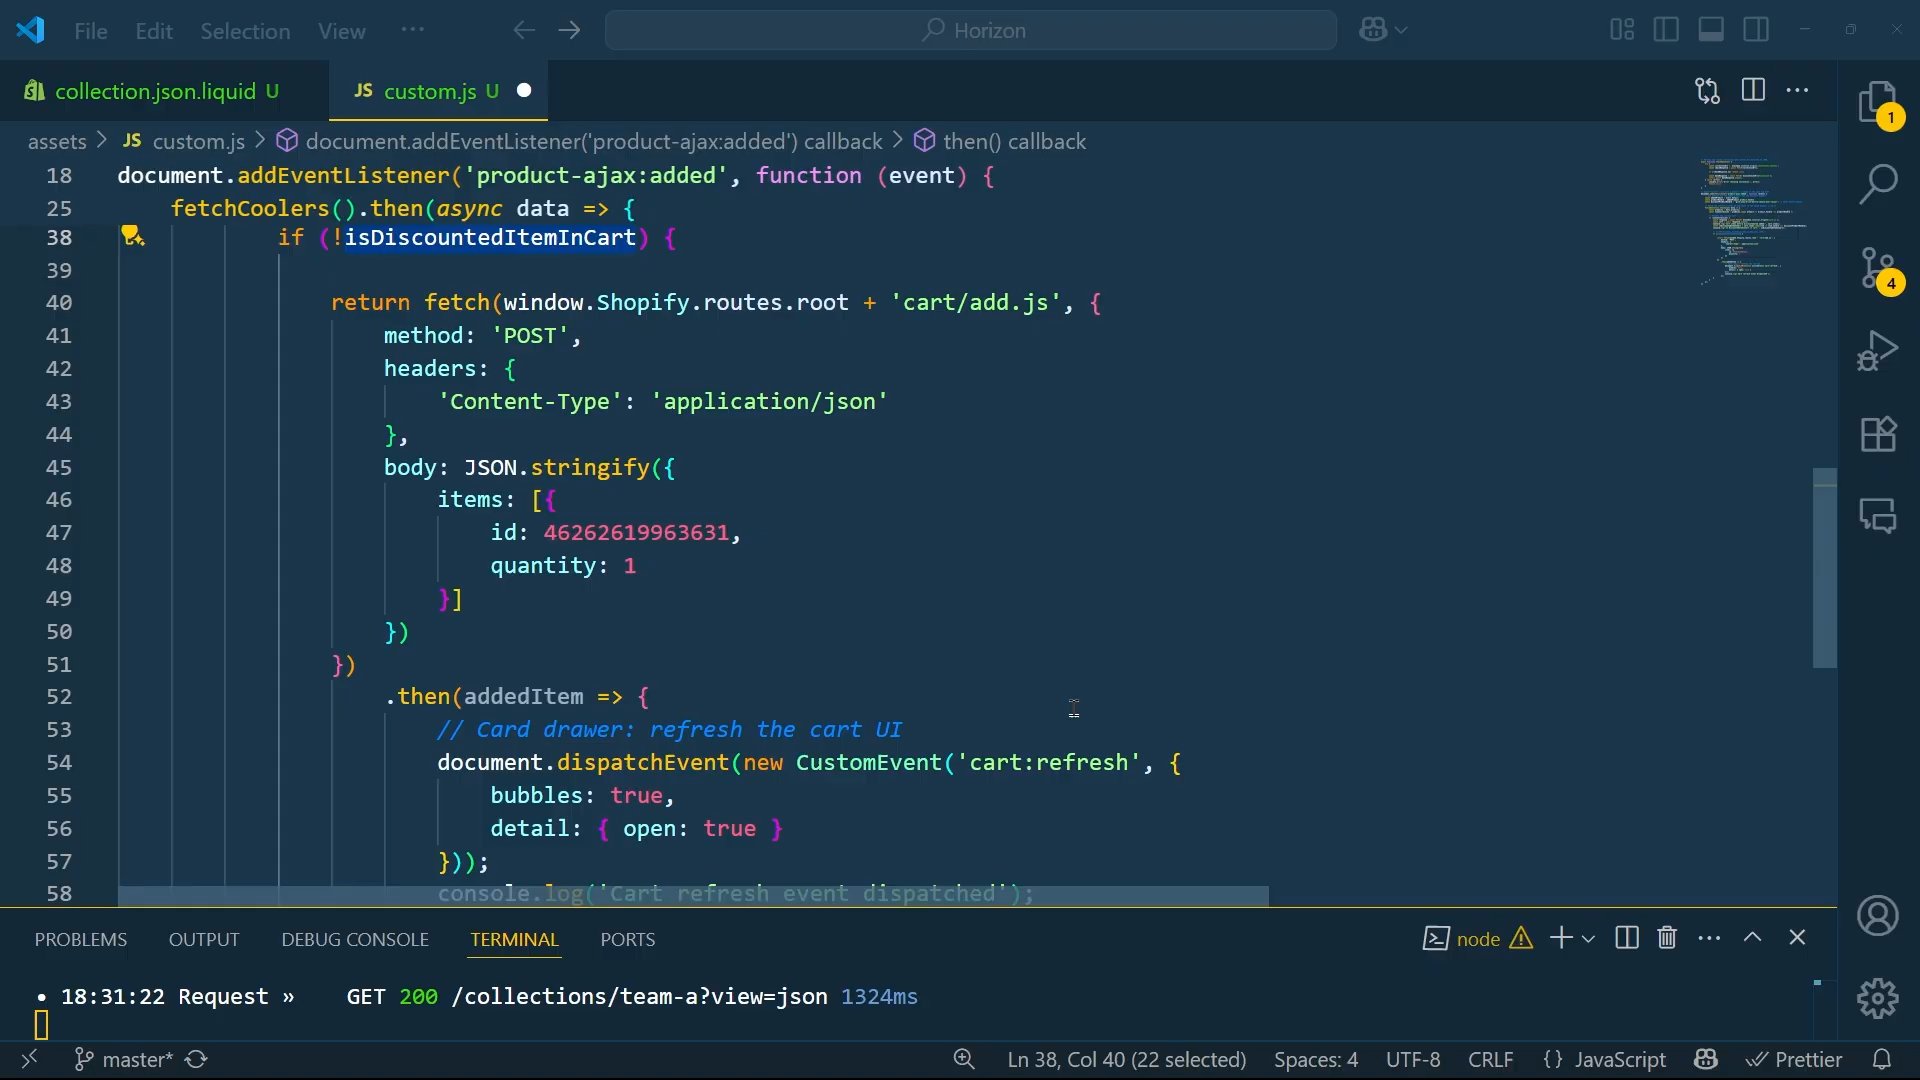 File Edit Selection View ··· Horizon
collection.json.liquid U JS custom.js U
assets > JS custom.js > document.addEventListener('product-ajax:added') callback > then() callback
18 document.addEventListener('product-ajax:added', function (event) {
25 fetchCoolers().then(async data => {
38 if (!isDiscountedItemInCart) {
39
40 return fetch(window.Shopify.routes.root + 'cart/add.js', {
41 method: 'POST',
42 headers: {
43 'Content-Type': 'application/json'
44 },
45 body: JSON.stringify({
46 items: [{
47 id: 46262619963631,
48 quantity: 1
49 }]
50 })
51 })
52 .then(addedItem => {
53 // Card drawer: refresh the cart UI
54 document.dispatchEvent(new CustomEvent('cart:refresh', {
55 bubbles: true,
56 detail: { open: true }
57 }));
58 console.log('Cart refresh event dispatched');
1
4
PROBLEMS OUTPUT DEBUG CONSOLE TERMINAL PORTS node
• 18:31:22 Request » GET 200 /collections/team-a?view=json 1324ms
master* Ln 38, Col 40 (22 selected) Spaces: 4 UTF-8 CRLF {} JavaScript Prettier